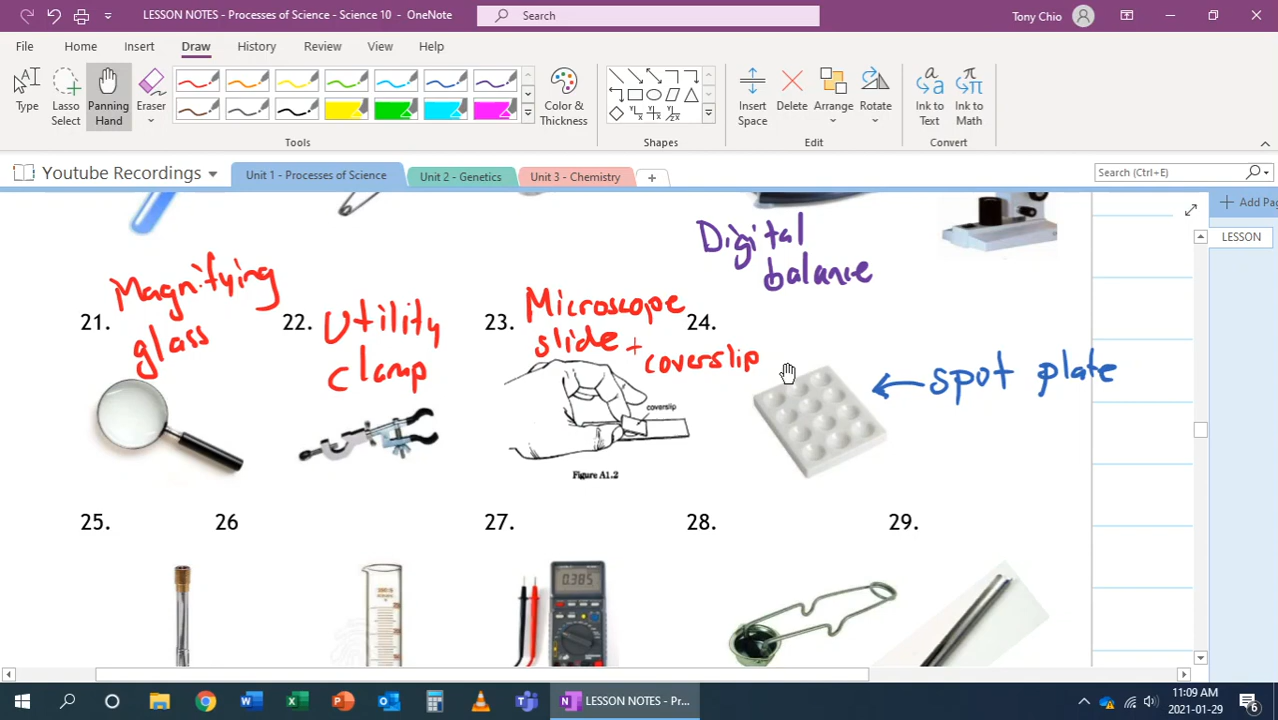 LESSON NOTES - Processes of Science - Science 10 - OneNote
Search
Tony Chio
File Home Insert Draw History Review View Help
Type
Lasso Select
Panning Hand
Eraser
Color & Thickness
Insert Space
Delete
Arrange
Rotate
Ink to Text
Ink to Math
Tools Shapes Edit Convert
Youtube Recordings
Unit 1 - Processes of Science
Unit 2 - Genetics
Unit 3 - Chemistry
Search (Ctrl+E)
Add Pag
LESSON
Digital
balance
21. Magnifying
glass
22. Utility
clamp
23. Microscope
slide + coverslip
coverslip
Figure A1.2
24.
← spot plate
25. 26 27. 28. 29.
0.385
LESSON NOTES - Pr...
11:09 AM
2021-01-29
6